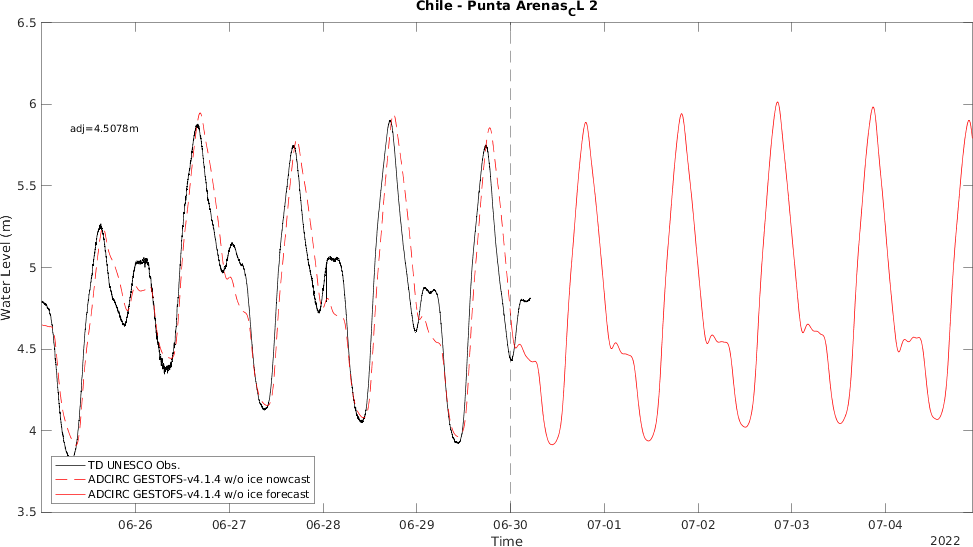 Chile - Punta Arenas_CL 2
6.5
6
5.5
5
4.5
4
3.5
Water Level (m)
adj=4.5078m
TD UNESCO Obs.
ADCIRC GESTOFS-v4.1.4 w/o ice nowcast
ADCIRC GESTOFS-v4.1.4 w/o ice forecast
06-26 06-27 06-28 06-29 06-30 07-01 07-02 07-03 07-04
Time
2022